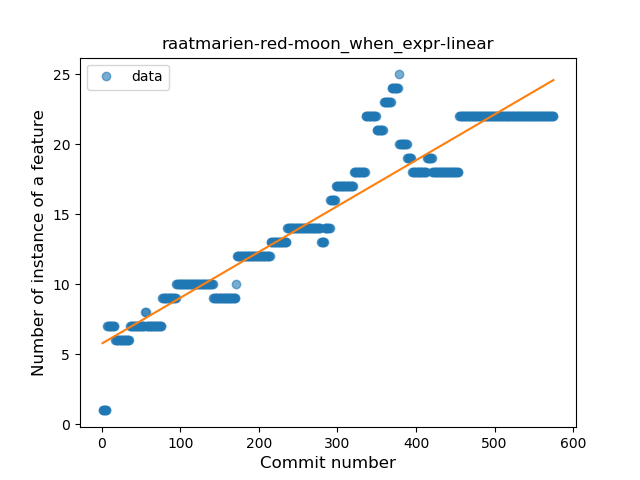 raatmarien-red-moon_when_expr-linear
data
Number of instance of a feature
25
20
15
10
5
0
0 100 200 300 400 500 600
Commit number